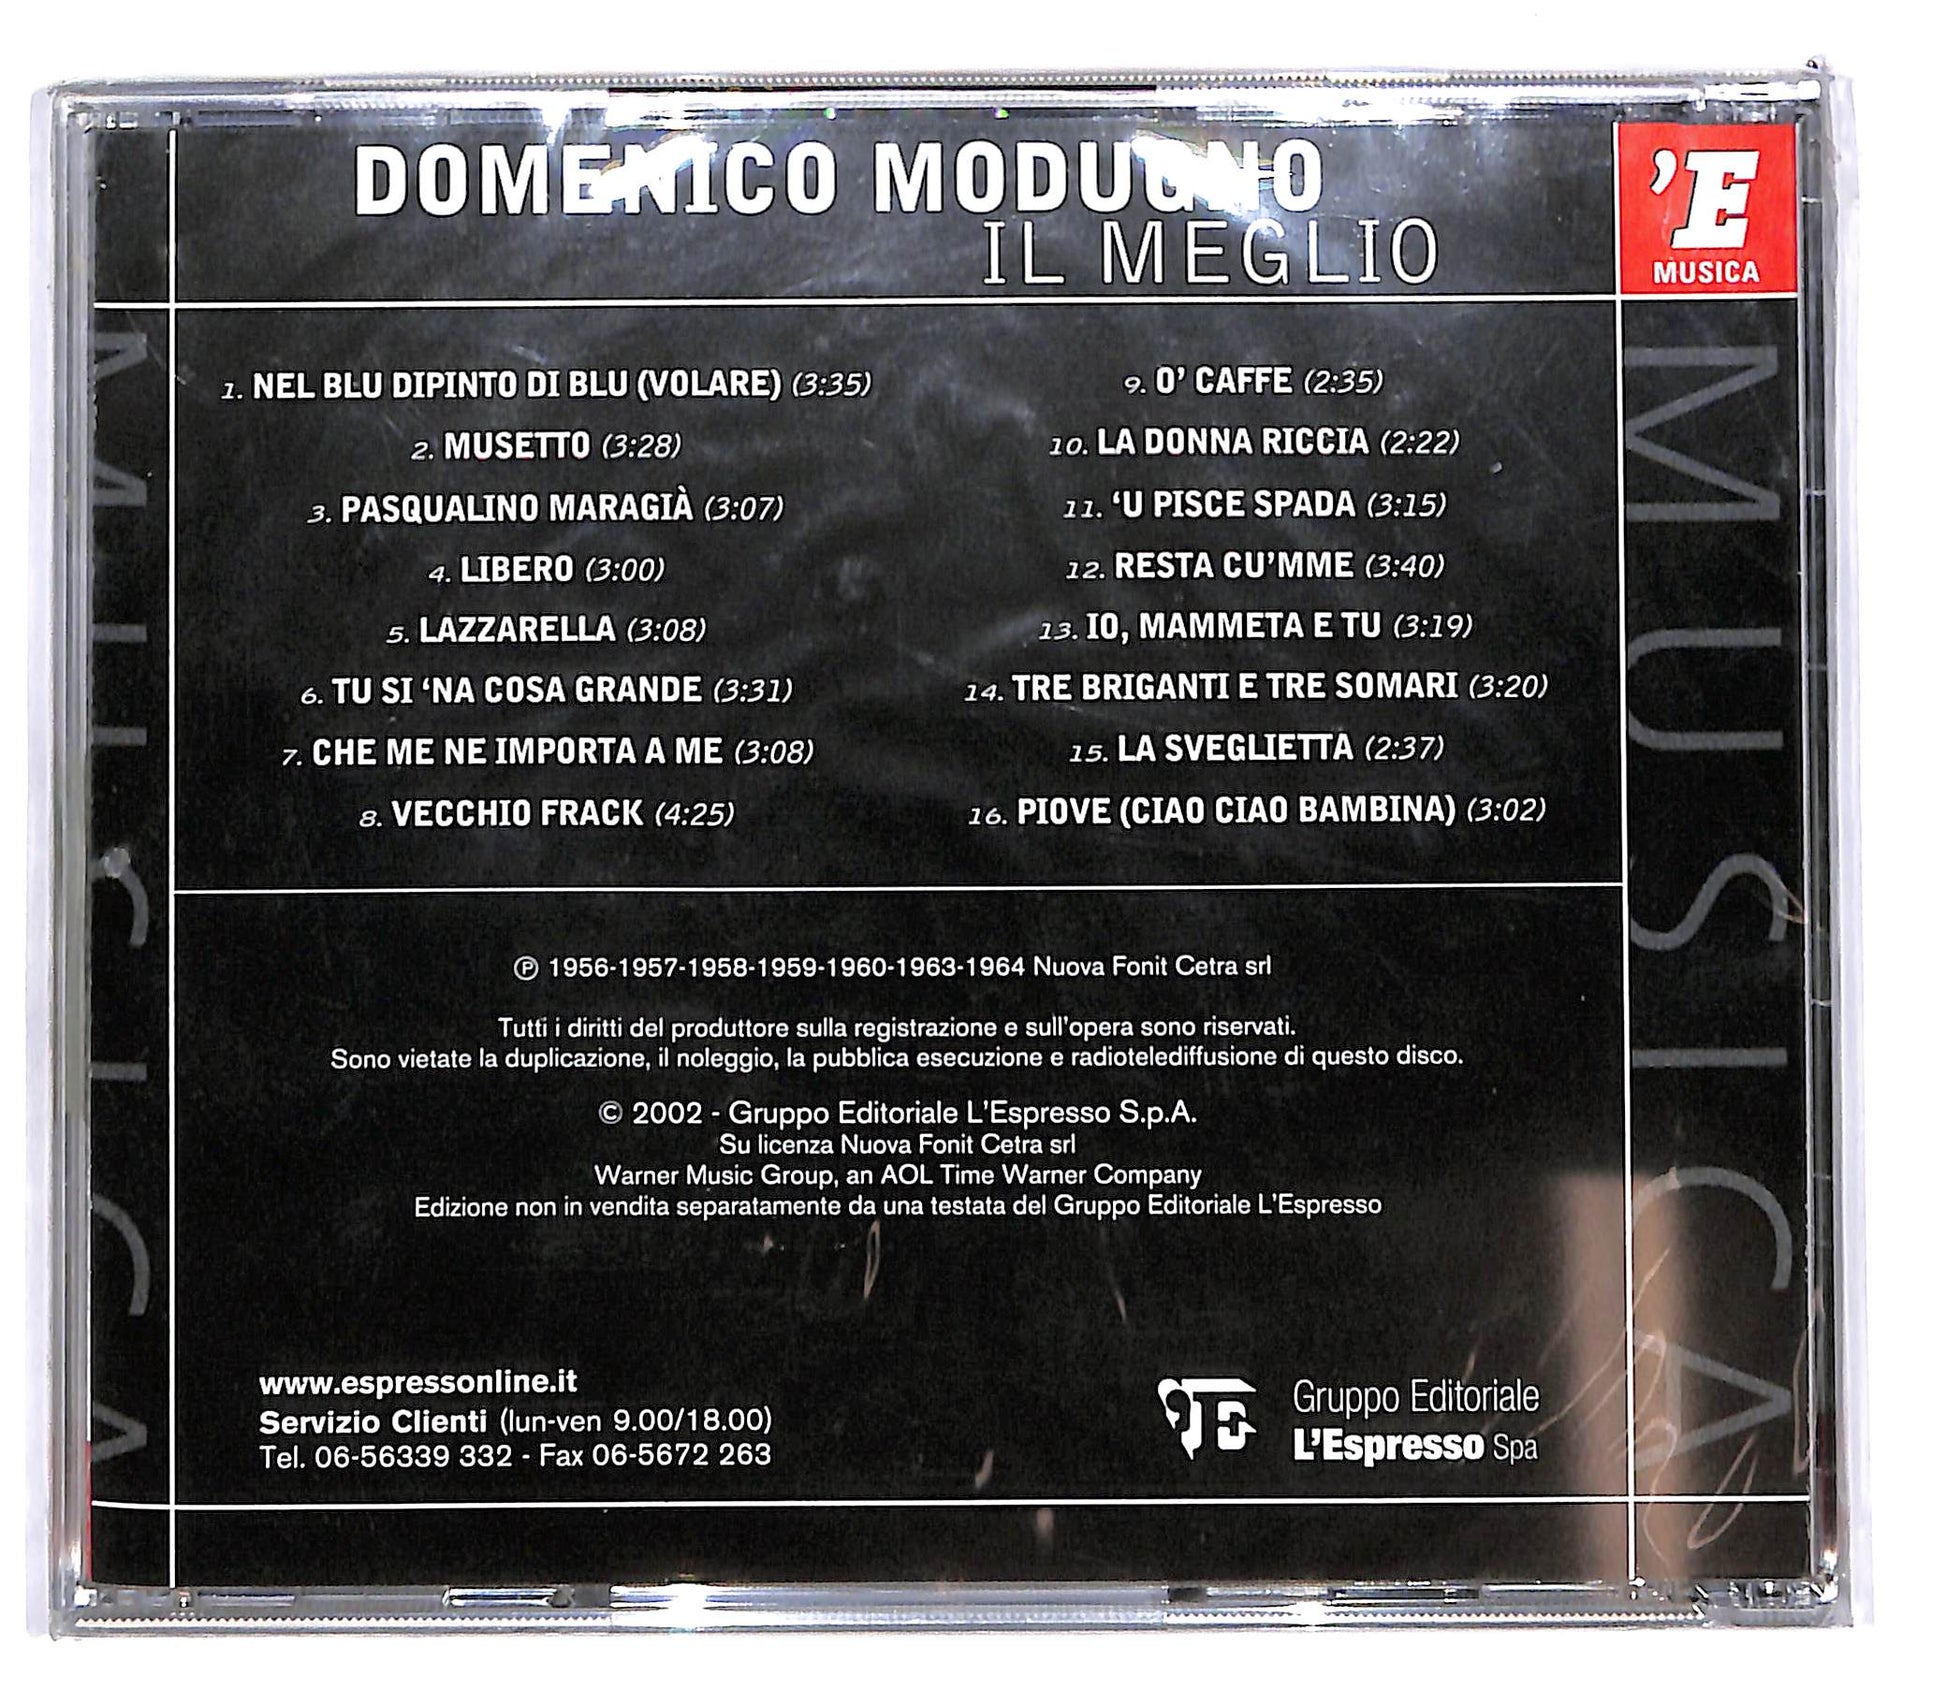 DOMENICO MODUGNO
IL MEGLIO
'E
MUSICA
1. NEL BLU DIPINTO DI BLU (VOLARE) (3:35)
2. MUSETTO (3:28)
3. PASQUALINO MARAGIÀ (3:07)
4. LIBERO (3:00)
5. LAZZARELLA (3:08)
6. TU SI ‘NA COSA GRANDE (3:31)
7. CHE ME NE IMPORTA A ME (3:08)
8. VECCHIO FRACK (4:25)
9. O’ CAFFE (2:35)
10. LA DONNA RICCIA (2:22)
11. ‘U PISCE SPADA (3:15)
12. RESTA CU’MME (3:40)
13. IO, MAMMETA E TU (3:19)
14. TRE BRIGANTI E TRE SOMARI (3:20)
15. LA SVEGLIETTA (2:37)
16. PIOVE (CIAO CIAO BAMBINA) (3:02)
℗ 1956-1957-1958-1959-1960-1963-1964 Nuova Fonit Cetra srl
Tutti i diritti del produttore sulla registrazione e sull'opera sono riservati.
Sono vietate la duplicazione, il noleggio, la pubblica esecuzione e radiotelediffusione di questo disco.
© 2002 - Gruppo Editoriale L'Espresso S.p.A.
Su licenza Nuova Fonit Cetra srl
Warner Music Group, an AOL Time Warner Company
Edizione non in vendita separatamente da una testata del Gruppo Editoriale L'Espresso
www.espressonline.it
Servizio Clienti (lun-ven 9.00/18.00)
Tel. 06-56339 332 - Fax 06-5672 263
Gruppo Editoriale
L'Espresso Spa
MUSICA
MUSICA